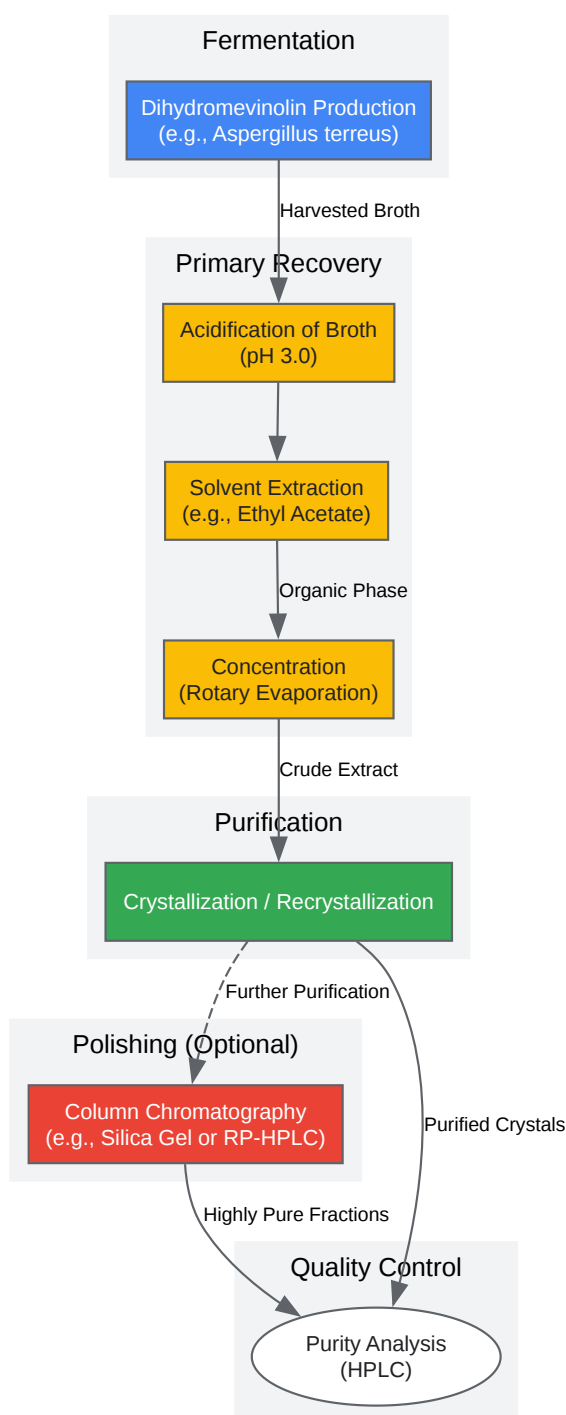 Fermentation
Dihydromevinolin Production
(e.g., Aspergillus terreus)
Harvested Broth
Primary Recovery
Acidification of Broth
(pH 3.0)
Solvent Extraction
(e.g., Ethyl Acetate)
Organic Phase
Concentration
(Rotary Evaporation)
Crude Extract
Purification
Crystallization / Recrystallization
Further Purification
Polishing (Optional)
Column Chromatography
(e.g., Silica Gel or RP-HPLC)
Purified Crystals
Highly Pure Fractions
Quality Control
Purity Analysis
(HPLC)